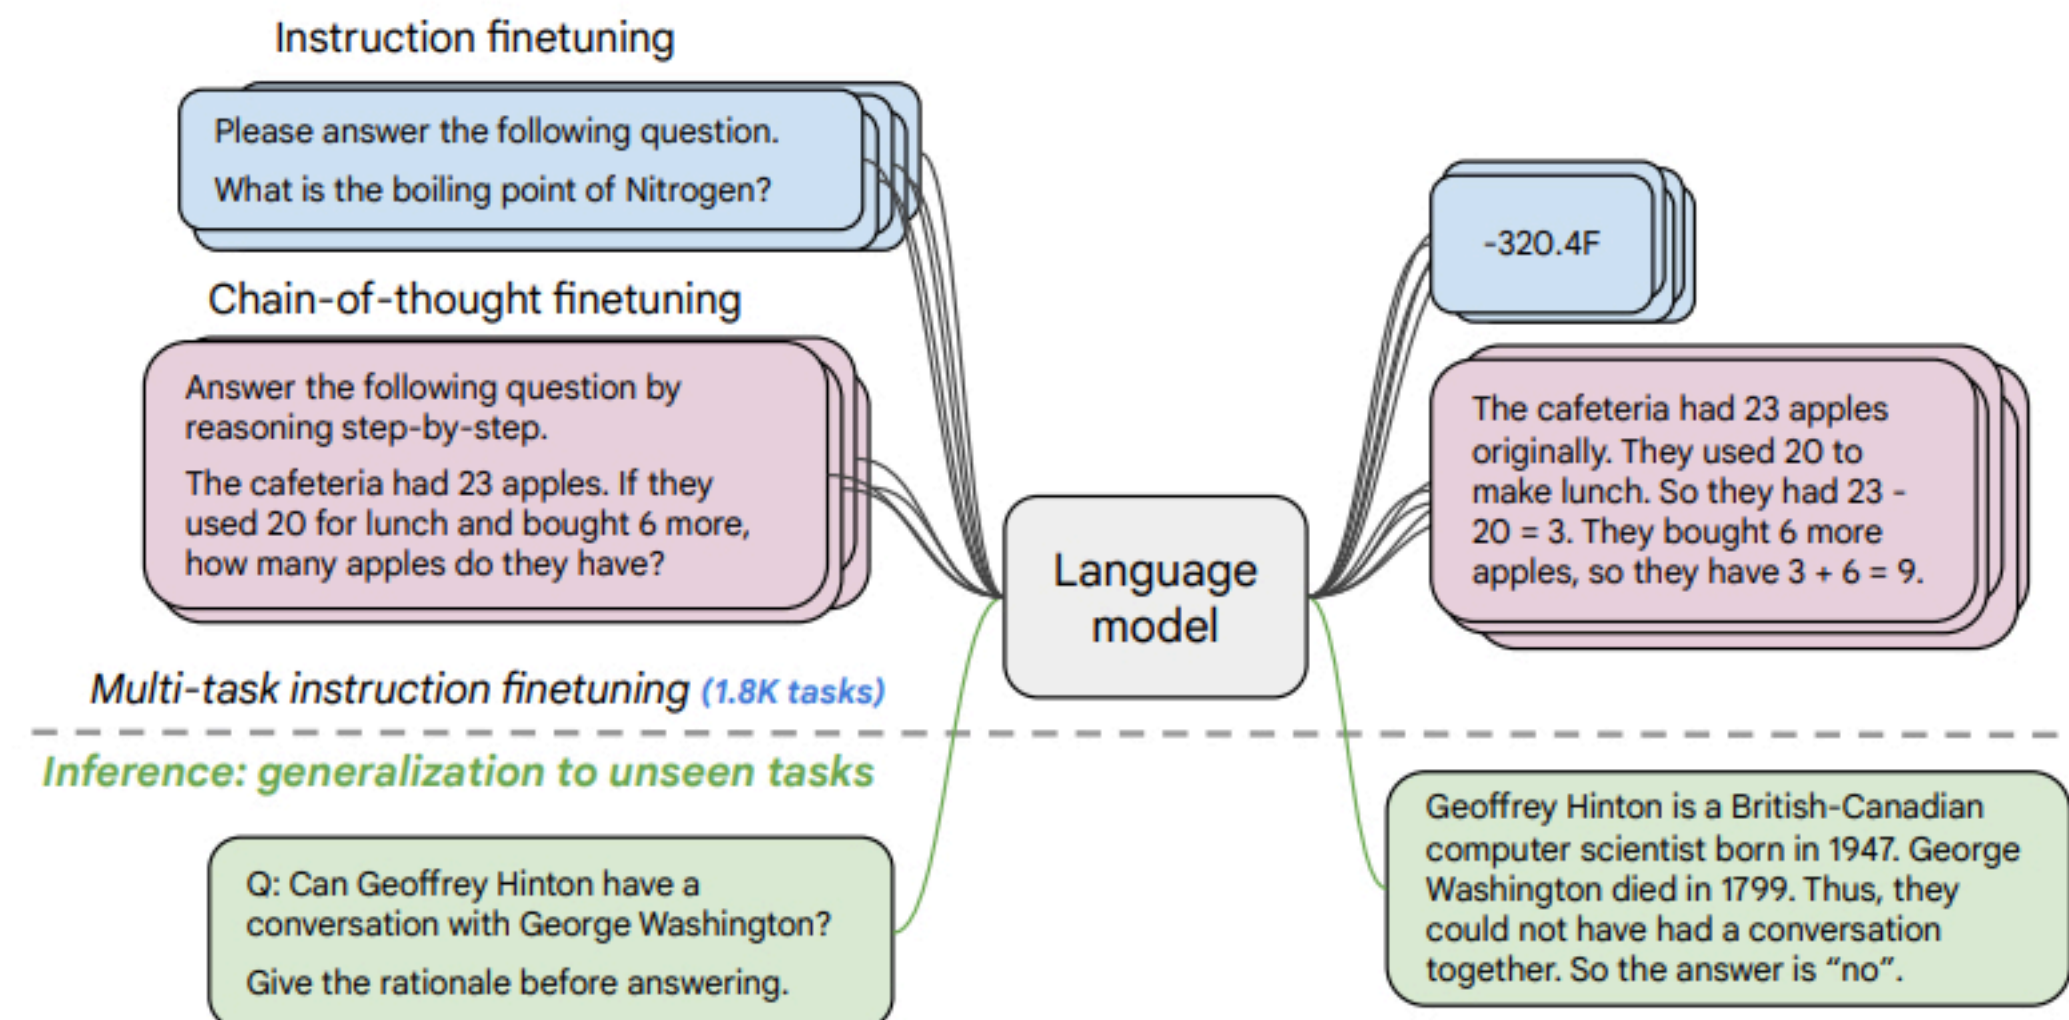 Instruction finetuning
Please answer the following question.
What is the boiling point of Nitrogen?
-320.4F
Chain-of-thought finetuning
Answer the following question by
reasoning step-by-step.
The cafeteria had 23 apples. If they
used 20 for lunch and bought 6 more,
how many apples do they have?
Language
model
The cafeteria had 23 apples
originally. They used 20 to
make lunch. So they had 23 -
20 = 3. They bought 6 more
apples, so they have 3 + 6 = 9.
Multi-task instruction finetuning (1.8K tasks)
Inference: generalization to unseen tasks
Q: Can Geoffrey Hinton have a
conversation with George Washington?
Give the rationale before answering.
Geoffrey Hinton is a British-Canadian
computer scientist born in 1947. George
Washington died in 1799. Thus, they
could not have had a conversation
together. So the answer is “no”.